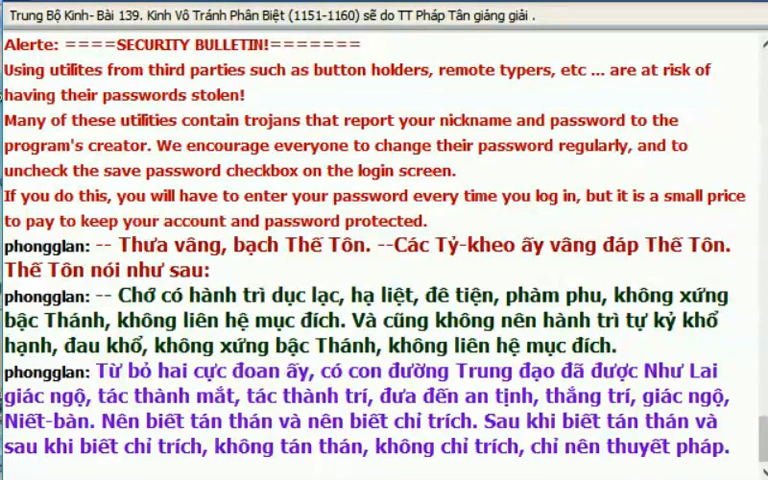 Trung Bộ Kinh- Bài 139. Kinh Vô Tránh Phân Biệt (1151-1160) sẽ do TT Pháp Tân giảng giải .
Alerte: ====SECURITY BULLETIN!=======
Using utilites from third parties such as button holders, remote typers, etc ... are at risk of
having their passwords stolen!
Many of these utilities contain trojans that report your nickname and password to the
program's creator. We encourage everyone to change their password regularly, and to
uncheck the save password checkbox on the login screen.
If you do this, you will have to enter your password every time you log in, but it is a small price
to pay to keep your account and password protected.
phongglan: -- Thưa vâng, bạch Thế Tôn. --Các Tỷ-kheo ấy vâng đáp Thế Tôn.
Thế Tôn nói như sau:
phongglan: -- Chớ có hành trì dục lạc, hạ liệt, đê tiện, phàm phu, không xứng
bậc Thánh, không liên hệ mục đích. Và cũng không nên hành trì tự kỷ khổ
hạnh, đau khổ, không xứng bậc Thánh, không liên hệ mục đích.
phongglan: Từ bỏ hai cực đoan ấy, có con đường Trung đạo đã được Như Lai
giác ngộ, tác thành mắt, tác thành trí, đưa đến an tịnh, thắng trí, giác ngộ,
Niết-bàn. Nên biết tán thán và nên biết chỉ trích. Sau khi biết tán thán và
sau khi biết chỉ trích, không tán thán, không chỉ trích, chỉ nên thuyết pháp.